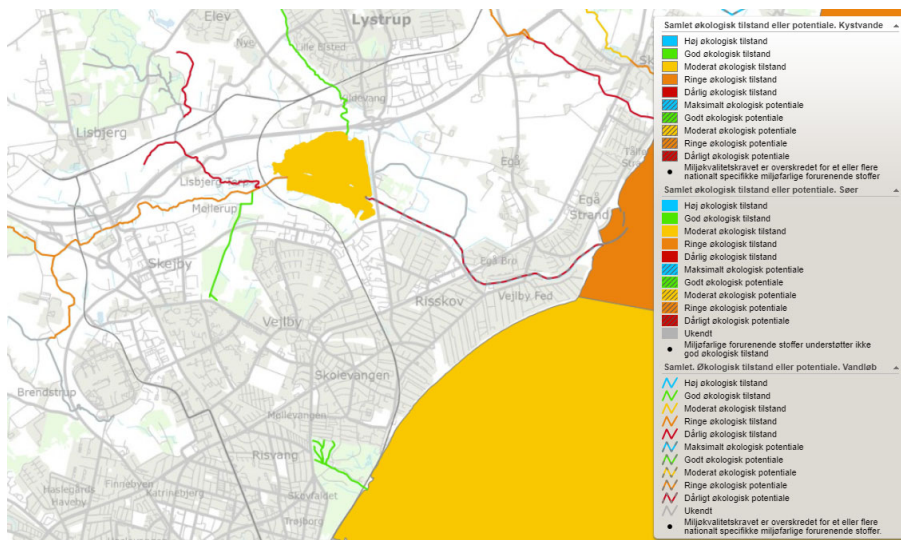 Lystrup
Elev
Nye
Lille Elsted
Lisbjerg
Lisbjerg Terp
Mellerup
Egå
Egå
Strand
Skejby
Egå Brn
Vejlby Fed
Risskov
Vejlby
Skolevangen
Brendstrup
Møllevangen
Risvang
Haslegårds
Haveby
Finnebyen
Katrinebjerg
Skovfaldet
Trøjborg
Samlet økologisk tilstand eller potentiale. Kystvande
Høj økologisk tilstand
God økologisk tilstand
Moderat økologisk tilstand
Ringe økologisk tilstand
Dårlig økologisk tilstand
Maksimalt økologisk potentiale
Godt økologisk potentiale
Moderat økologisk potentiale
Ringe økologisk potentiale
Dårligt økologisk potentiale
Miljøkvalitetskravet er overskredet for et eller flere
nationalt specifikke miljøfarlige forurenende stoffer
Samlet økologisk tilstand eller potentiale. Søer
Høj økologisk tilstand
God økologisk tilstand
Moderat økologisk tilstand
Ringe økologisk tilstand
Dårlig økologisk tilstand
Maksimalt økologisk potentiale
Godt økologisk potentiale
Moderat økologisk potentiale
Ringe økologisk potentiale
Dårligt økologisk potentiale
Ukendt
Miljøfarlige forurenende stoffer understøtter ikke
god økologisk tilstand
Samlet. Økologisk tilstand eller potentiale. Vandløb
Høj økologisk tilstand
God økologisk tilstand
Moderat økologisk tilstand
Ringe økologisk tilstand
Dårlig økologisk tilstand
Maksimalt økologisk potentiale
Godt økologisk potentiale
Moderat økologisk potentiale
Ringe økologisk potentiale
Dårligt økologisk potentiale
Ukendt
Miljøkvalitetskravet er overskredet for et eller flere
nationalt specifikke miljøfarlige forurenende stoffer.